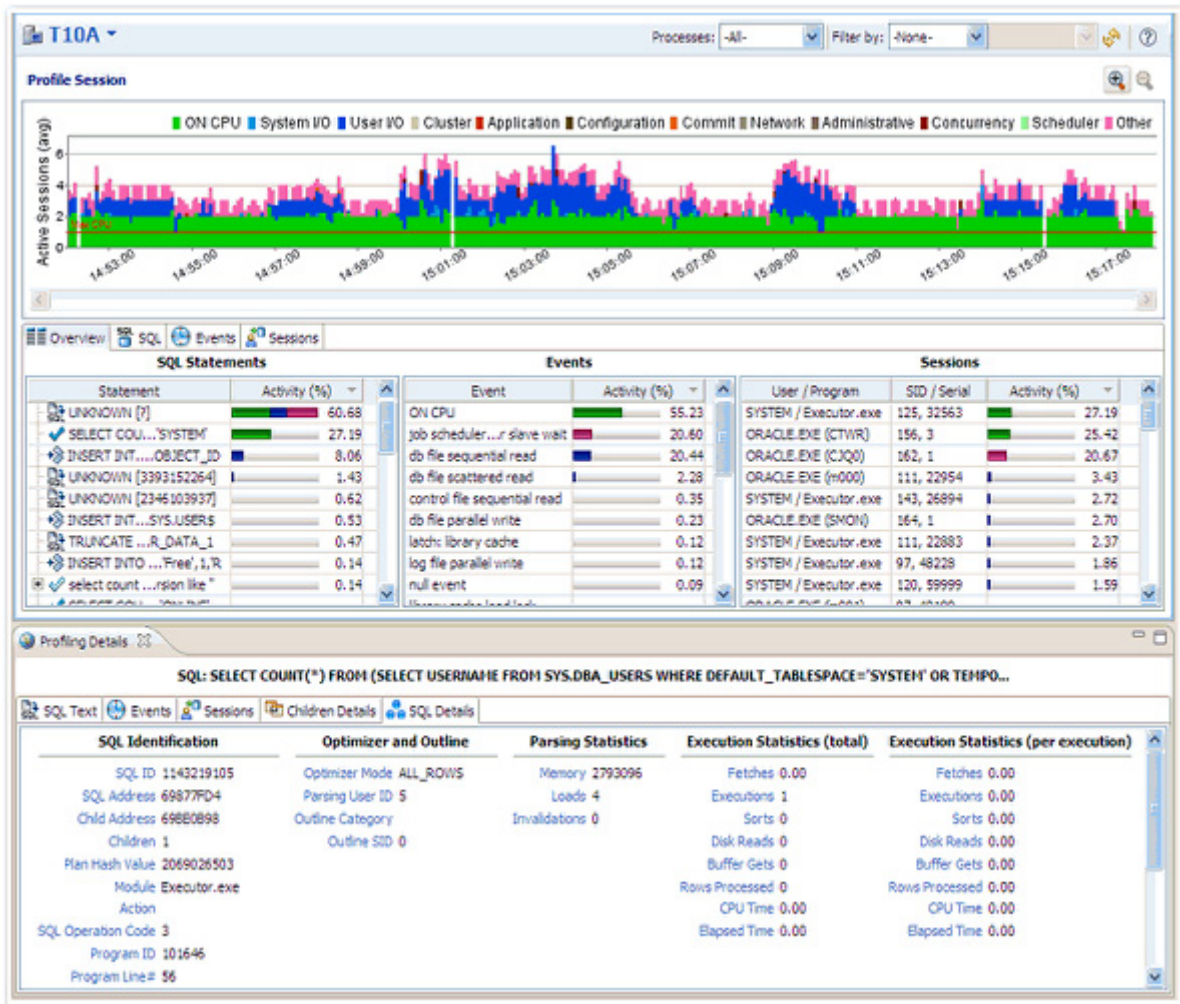 T10A
Processes: -All- Filter by: -None-
Profile Session
ON CPU System I/O User I/O Cluster Application Configuration Commit Network Administrative Concurrency Scheduler Other
Active Sessions (avg)
6
4
2
0
Max CPU
14:53:00 14:55:00 14:57:00 14:59:00 15:01:00 15:03:00 15:05:00 15:07:00 15:09:00 15:11:00 15:13:00 15:15:00 15:17:00
Overview SQL Events Sessions
SQL Statements Events Sessions
Statement Activity (%) Event Activity (%) User / Program SID / Serial Activity (%)
UNKNOWN [?] 60.68 ON CPU 55.23 SYSTEM / Executor.exe 125, 32563 27.19
SELECT COU...'SYSTEM' 27.19 job scheduler...r slave wait 20.60 ORACLE.EXE (CTWR) 156, 3 25.42
INSERT INT....OBJECT_ID 8.06 db file sequential read 20.44 ORACLE.EXE (CJQ0) 162, 1 20.67
UNKNOWN [3393152264] 1.43 db file scattered read 2.28 ORACLE.EXE (m000) 111, 22954 3.43
UNKNOWN [2346103937] 0.62 control file sequential read 0.35 SYSTEM / Executor.exe 143, 26894 2.72
INSERT INT...SYS.USER$ 0.53 db file parallel write 0.23 ORACLE.EXE (SMON) 164, 1 2.70
TRUNCATE ...R_DATA_1 0.47 latch: library cache 0.12 SYSTEM / Executor.exe 111, 22883 2.37
INSERT INTO ...'Free',1,'R 0.14 log file parallel write 0.12 SYSTEM / Executor.exe 97, 48228 1.86
select count ...rsion like '' 0.14 null event 0.09 SYSTEM / Executor.exe 120, 59999 1.59
Profiling Details
SQL: SELECT COUNT(*) FROM (SELECT USERNAME FROM SYS.DBA_USERS WHERE DEFAULT_TABLESPACE='SYSTEM' OR TEMPO...
SQL Text Events Sessions Children Details SQL Details
SQL Identification Optimizer and Outline Parsing Statistics Execution Statistics (total) Execution Statistics (per execution)
SQL ID 1143219105 Optimizer Mode ALL_ROWS Memory 2793096 Fetches 0.00 Fetches 0.00
SQL Address 69877FD4 Parsing User ID 5 Loads 4 Executions 1 Executions 0.00
Child Address 698E0B98 Outline Category Invalidations 0 Sorts 0 Sorts 0.00
Children 1 Outline SID 0 Disk Reads 0 Disk Reads 0.00
Plan Hash Value 2069026503 Buffer Gets 0 Buffer Gets 0.00
Module Executor.exe Rows Processed 0 Rows Processed 0.00
Action CPU Time 0.00 CPU Time 0.00
SQL Operation Code 3 Elapsed Time 0.00 Elapsed Time 0.00
Program ID 101646
Program Line# 56